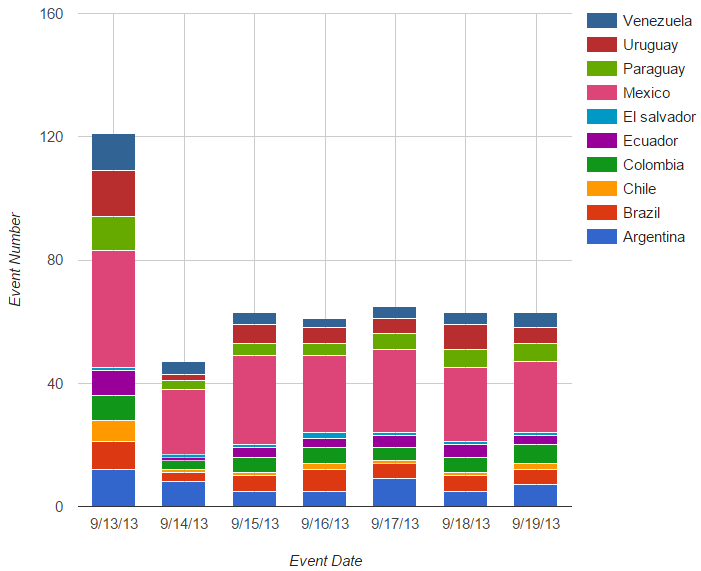 160
120
80
40
0
Event Number
9/13/13 9/14/13 9/15/13 9/16/13 9/17/13 9/18/13 9/19/13
Event Date
Venezuela
Uruguay
Paraguay
Mexico
El salvador
Ecuador
Colombia
Chile
Brazil
Argentina